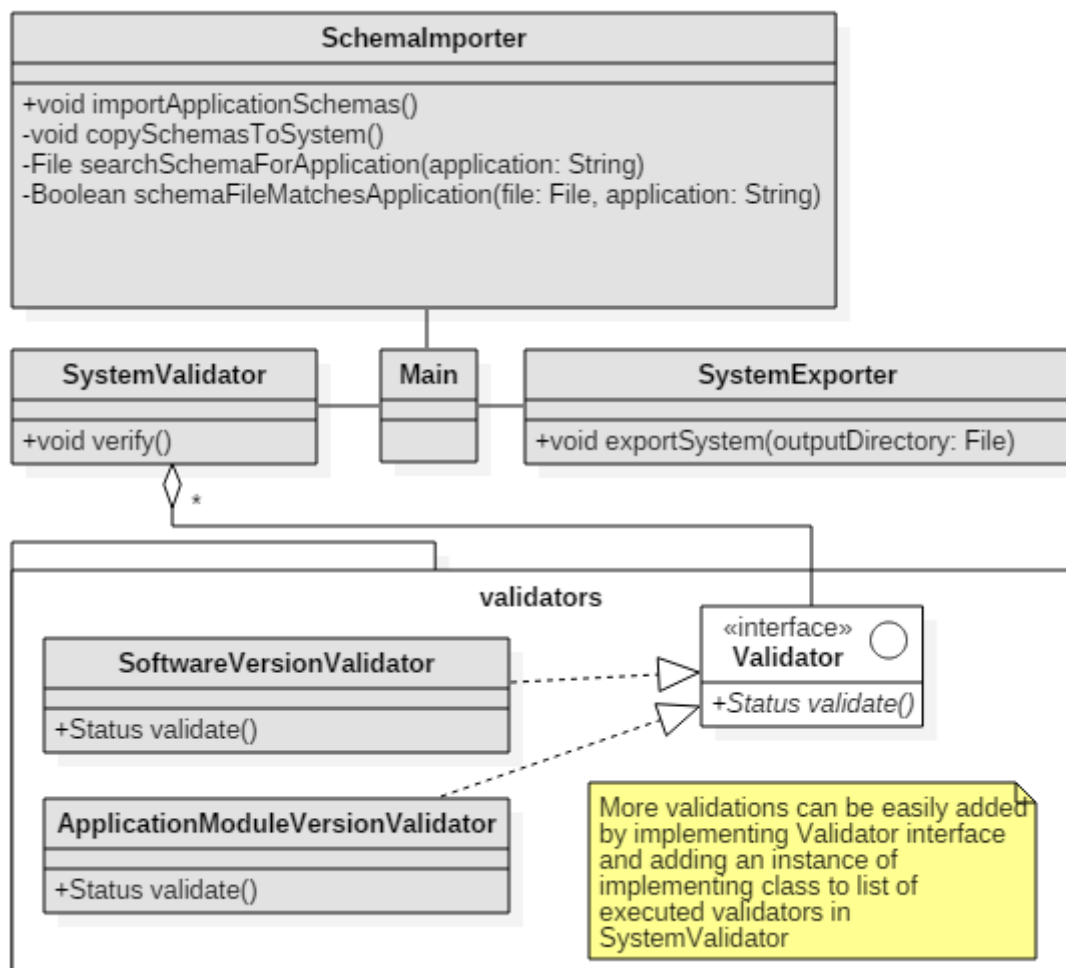 SchemaImporter
+void importApplicationSchemas()
-void copySchemasToSystem()
-File searchSchemaForApplication(application: String)
-Boolean schemaFileMatchesApplication(file: File, application: String)
SystemValidator
+void verify()
Main
SystemExporter
+void exportSystem(outputDirectory: File)
*
validators
SoftwareVersionValidator
+Status validate()
«interface»
Validator
+Status validate()
ApplicationModuleVersionValidator
+Status validate()
More validations can be easily added
by implementing Validator interface
and adding an instance of
implementing class to list of
executed validators in
SystemValidator